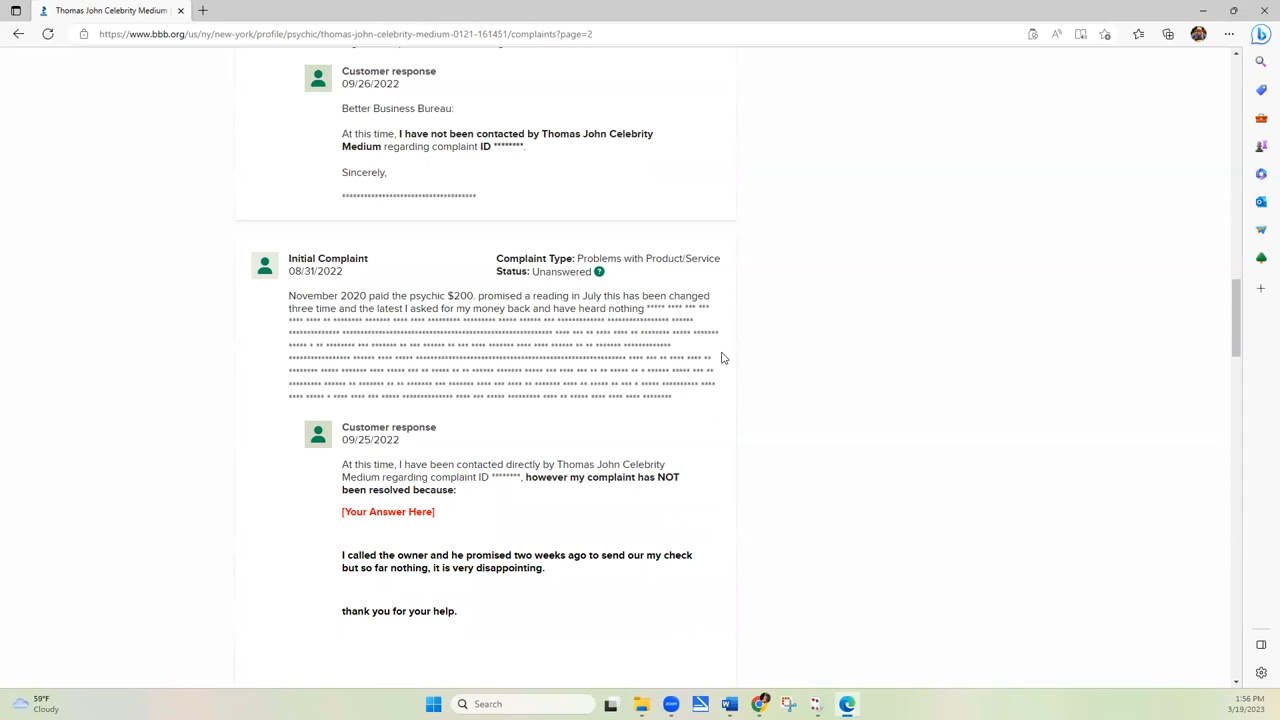 Thomas John Celebrity Medium
https://www.bbb.org/us/ny/new-york/profile/psychic/thomas-john-celebrity-medium-0121-161451/complaints?page=2
Customer response
09/26/2022
Better Business Bureau:
At this time, I have not been contacted by Thomas John Celebrity
Medium regarding complaint ID ********.
Sincerely,
************************************
Initial Complaint
08/31/2022
Complaint Type: Problems with Product/Service
Status: Unanswered ?
November 2020 paid the psychic $200. promised a reading in July this has been changed
three time and the latest I asked for my money back and have heard nothing
Customer response
09/25/2022
At this time, I have been contacted directly by Thomas John Celebrity
Medium regarding complaint ID ********, however my complaint has NOT
been resolved because:
[Your Answer Here]
I called the owner and he promised two weeks ago to send our my check
but so far nothing, it is very disappointing.
thank you for your help.
59°F
Cloudy
Search
1:56 PM
3/19/2023